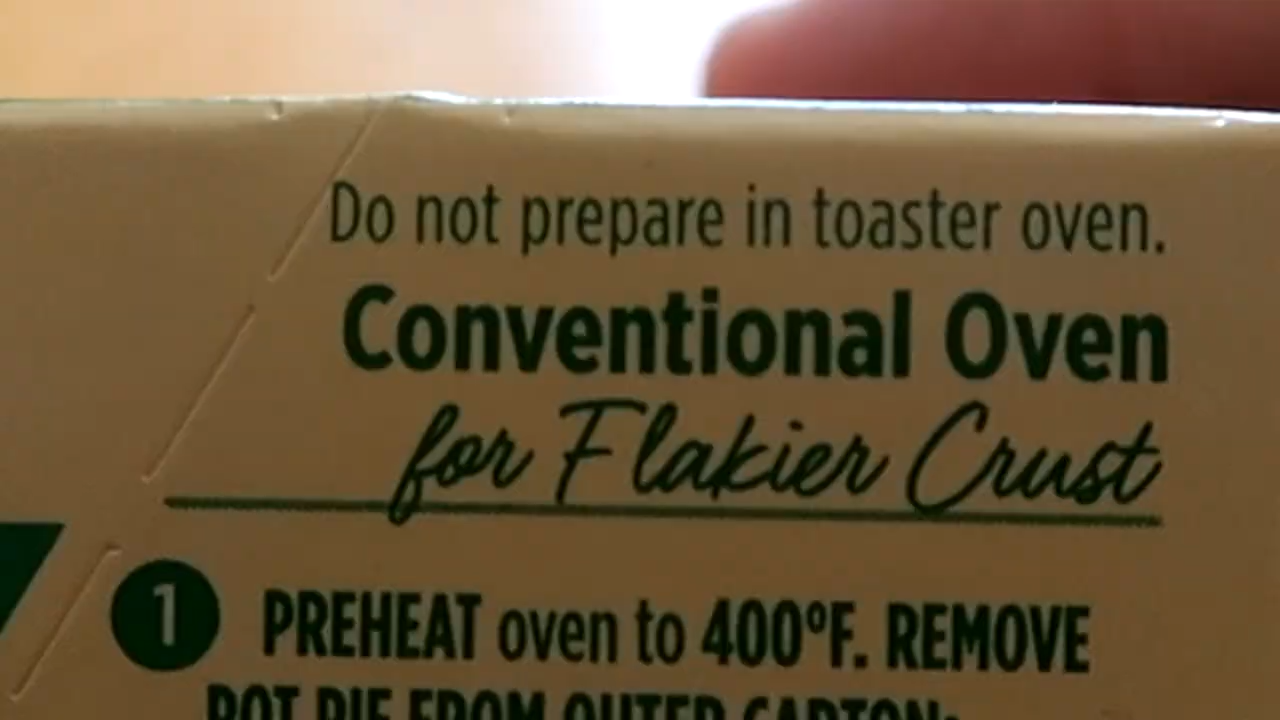 Do not prepare in toaster oven.
Conventional Oven
for Flakier Crust
1 PREHEAT oven to 400°F. REMOVE
POT PIE FROM OUTER CARTON;